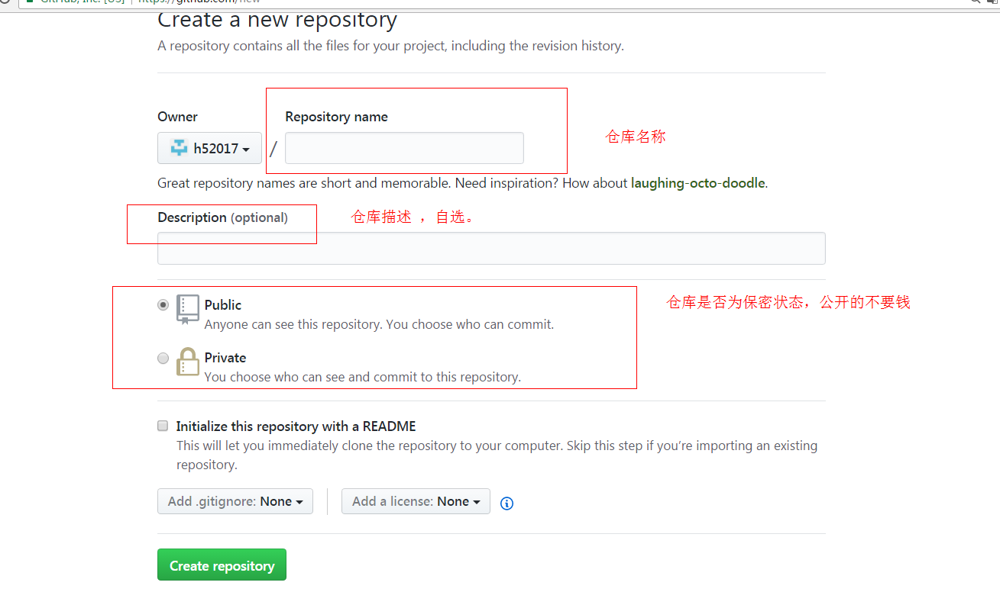 GitHub, Inc. [US] | https://github.com/new
Create a new repository
A repository contains all the files for your project, including the revision history.
Owner
Repository name
h52017
/
仓库名称
Great repository names are short and memorable. Need inspiration? How about laughing-octo-doodle.
Description (optional)
仓库描述 ，自选。
Public
Anyone can see this repository. You choose who can commit.
仓库是否为保密状态，公开的不要钱
Private
You choose who can see and commit to this repository.
Initialize this repository with a README
This will let you immediately clone the repository to your computer. Skip this step if you’re importing an existing
repository.
Add .gitignore: None
Add a license: None
Create repository